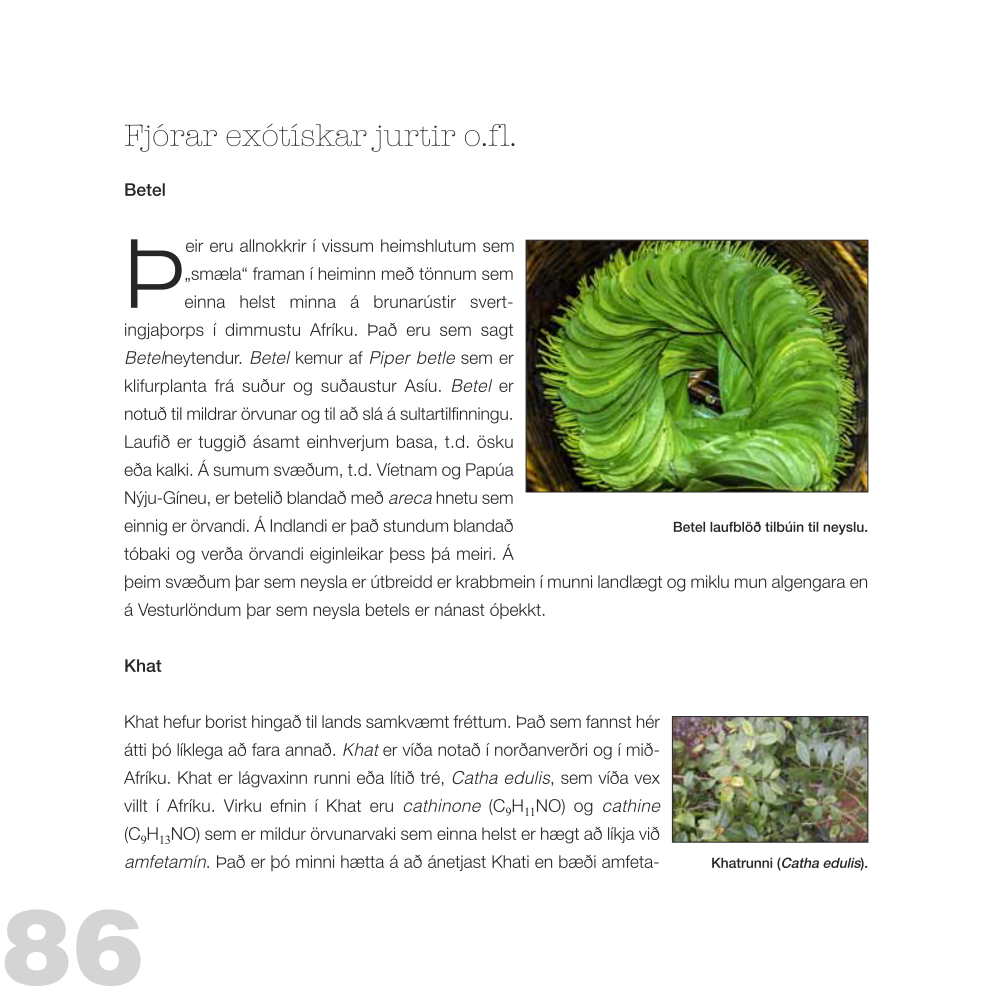 Fjórar exótískar jurtir o.fl.
Betel
Þeir eru allnokkrir í vissum heimshlutum sem
„smæla“ framan í heiminn með tönnum sem
einna helst minna á brunarústir svert-
ingjaþorps í dimmustu Afríku. Það eru sem sagt
Betelneytendur. Betel kemur af Piper betle sem er
klifurplanta frá suður og suðaustur Asíu. Betel er
notuð til mildrar örvunar og til að slá á sultartilfinningu.
Laufið er tuggið ásamt einhverjum basa, t.d. ösku
eða kalki. Á sumum svæðum, t.d. Víetnam og Papúa
Nýju-Gíneu, er betelið blandað með areca hnetu sem
einnig er örvandi. Á Indlandi er það stundum blandað
tóbaki og verða örvandi eiginleikar þess þá meiri. Á
þeim svæðum þar sem neysla er útbreidd er krabbmein í munni landlægt og miklu mun algengara en
á Vesturlöndum þar sem neysla betels er nánast óþekkt.
Betel laufblöð tilbúin til neyslu.
Khat
Khat hefur borist hingað til lands samkvæmt fréttum. Það sem fannst hér
átti þó líklega að fara annað. Khat er víða notað í norðanverðri og í mið-
Afríku. Khat er lágvaxinn runni eða lítið tré, Catha edulis, sem víða vex
villt í Afríku. Virku efnin í Khat eru cathinone (C₉H₁₁NO) og cathine
(C₉H₁₃NO) sem er mildur örvunarvaki sem einna helst er hægt að líkja við
amfetamín. Það er þó minni hætta á að ánetjast Khati en bæði amfeta-
Khatrunni (Catha edulis).
86